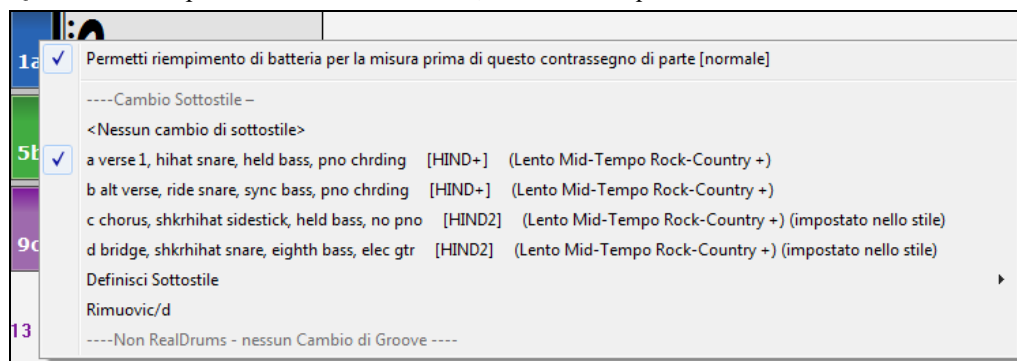 1a
Permetti riempimento di batteria per la misura prima di questo contrassegno di parte [normale]
----Cambio Sottostile –
<Nessun cambio di sottostile>
5b
a verse 1, hihat snare, held bass, pno chrding [HIND+] (Lento Mid-Tempo Rock-Country +)
b alt verse, ride snare, sync bass, pno chrding [HIND+] (Lento Mid-Tempo Rock-Country +)
c chorus, shkrhihat sidestick, held bass, no pno [HIND2] (Lento Mid-Tempo Rock-Country +) (impostato nello stile)
9c
d bridge, shkrhihat snare, eighth bass, elec gtr [HIND2] (Lento Mid-Tempo Rock-Country +) (impostato nello stile)
Definisci Sottostile
Rimuovic/d
13
----Non RealDrums - nessun Cambio di Groove ----